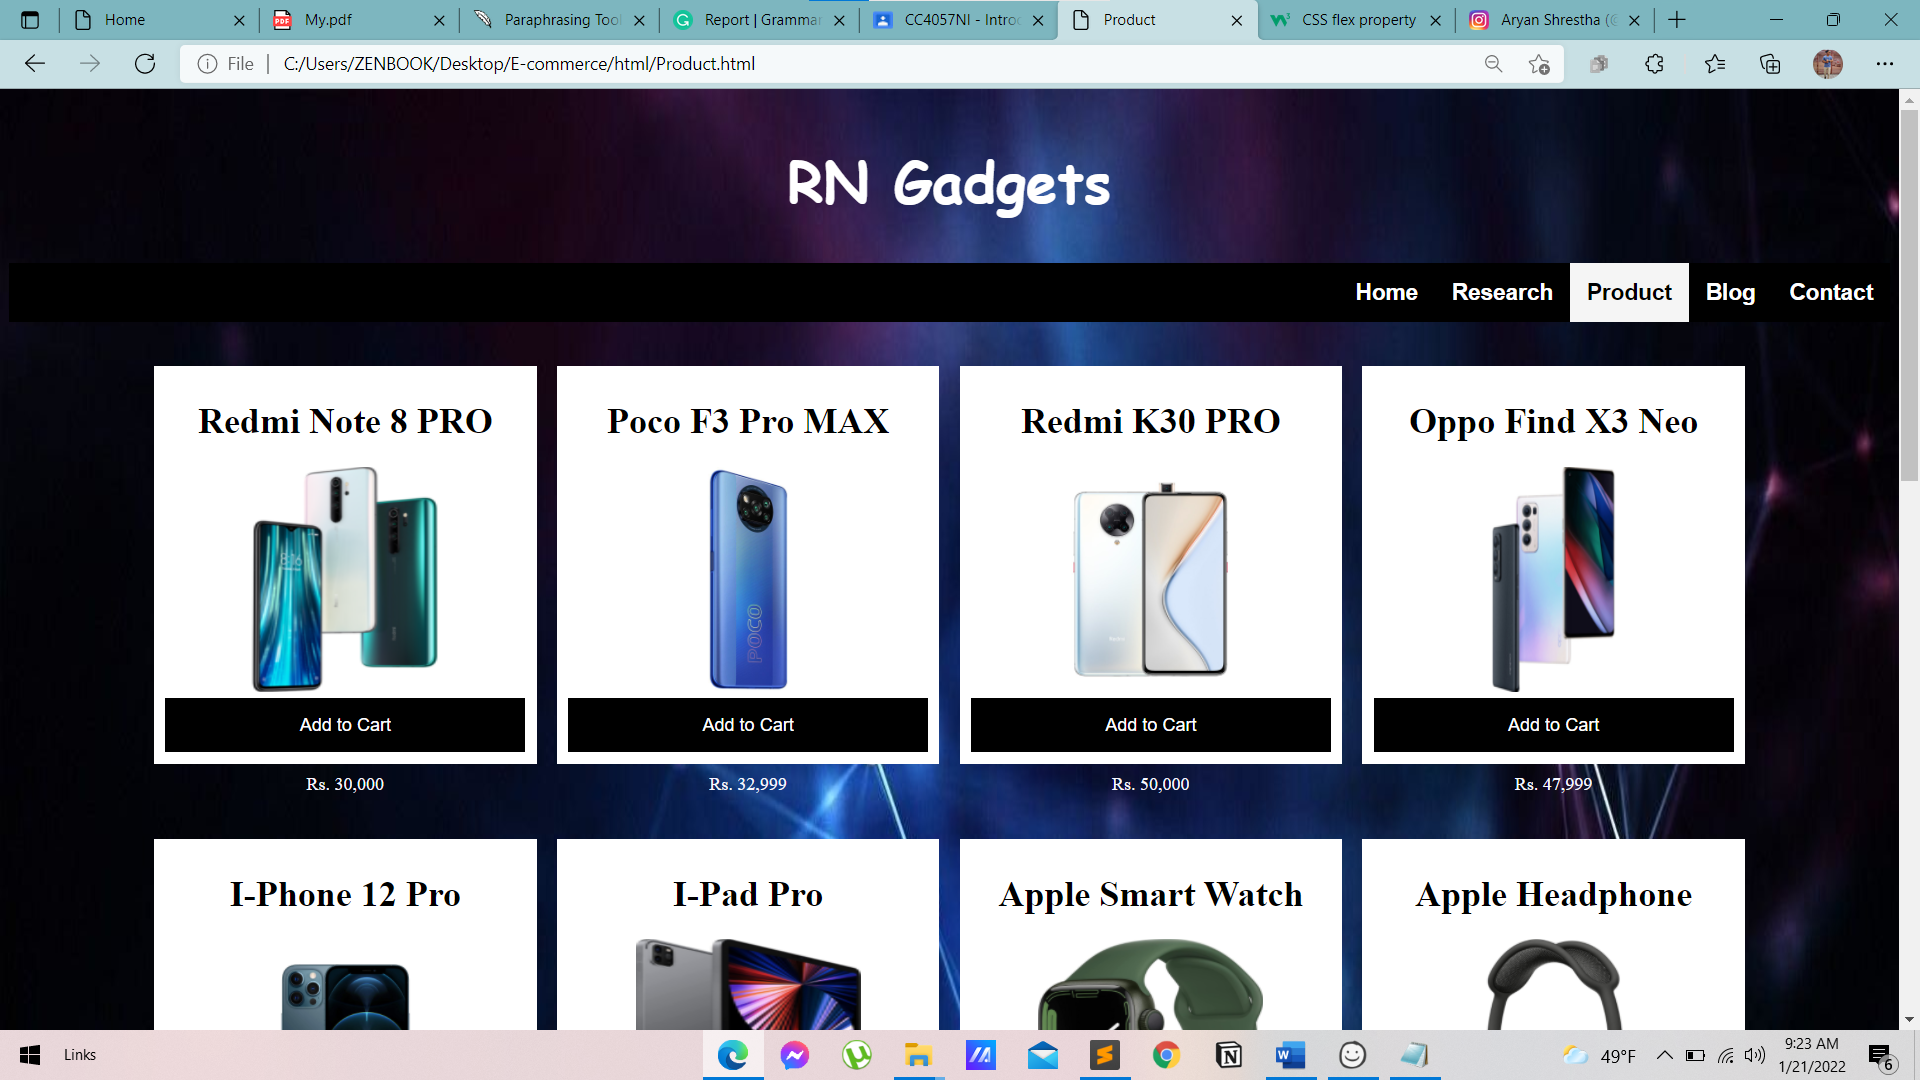 Home
My.pdf
Paraphrasing Tool
Report | Grammar
CC4057NI - Introd
Product
CSS flex property
Aryan Shrestha (@
File
C:/Users/ZENBOOK/Desktop/E-commerce/html/Product.html
RN Gadgets
Home Research Product Blog Contact
Redmi Note 8 PRO
Poco F3 Pro MAX
Redmi K30 PRO
Oppo Find X3 Neo
POCO
Add to Cart
Add to Cart
Add to Cart
Add to Cart
Rs. 30,000
Rs. 32,999
Rs. 50,000
Rs. 47,999
I-Phone 12 Pro
I-Pad Pro
Apple Smart Watch
Apple Headphone
Links
49°F
9:23 AM
1/21/2022
6